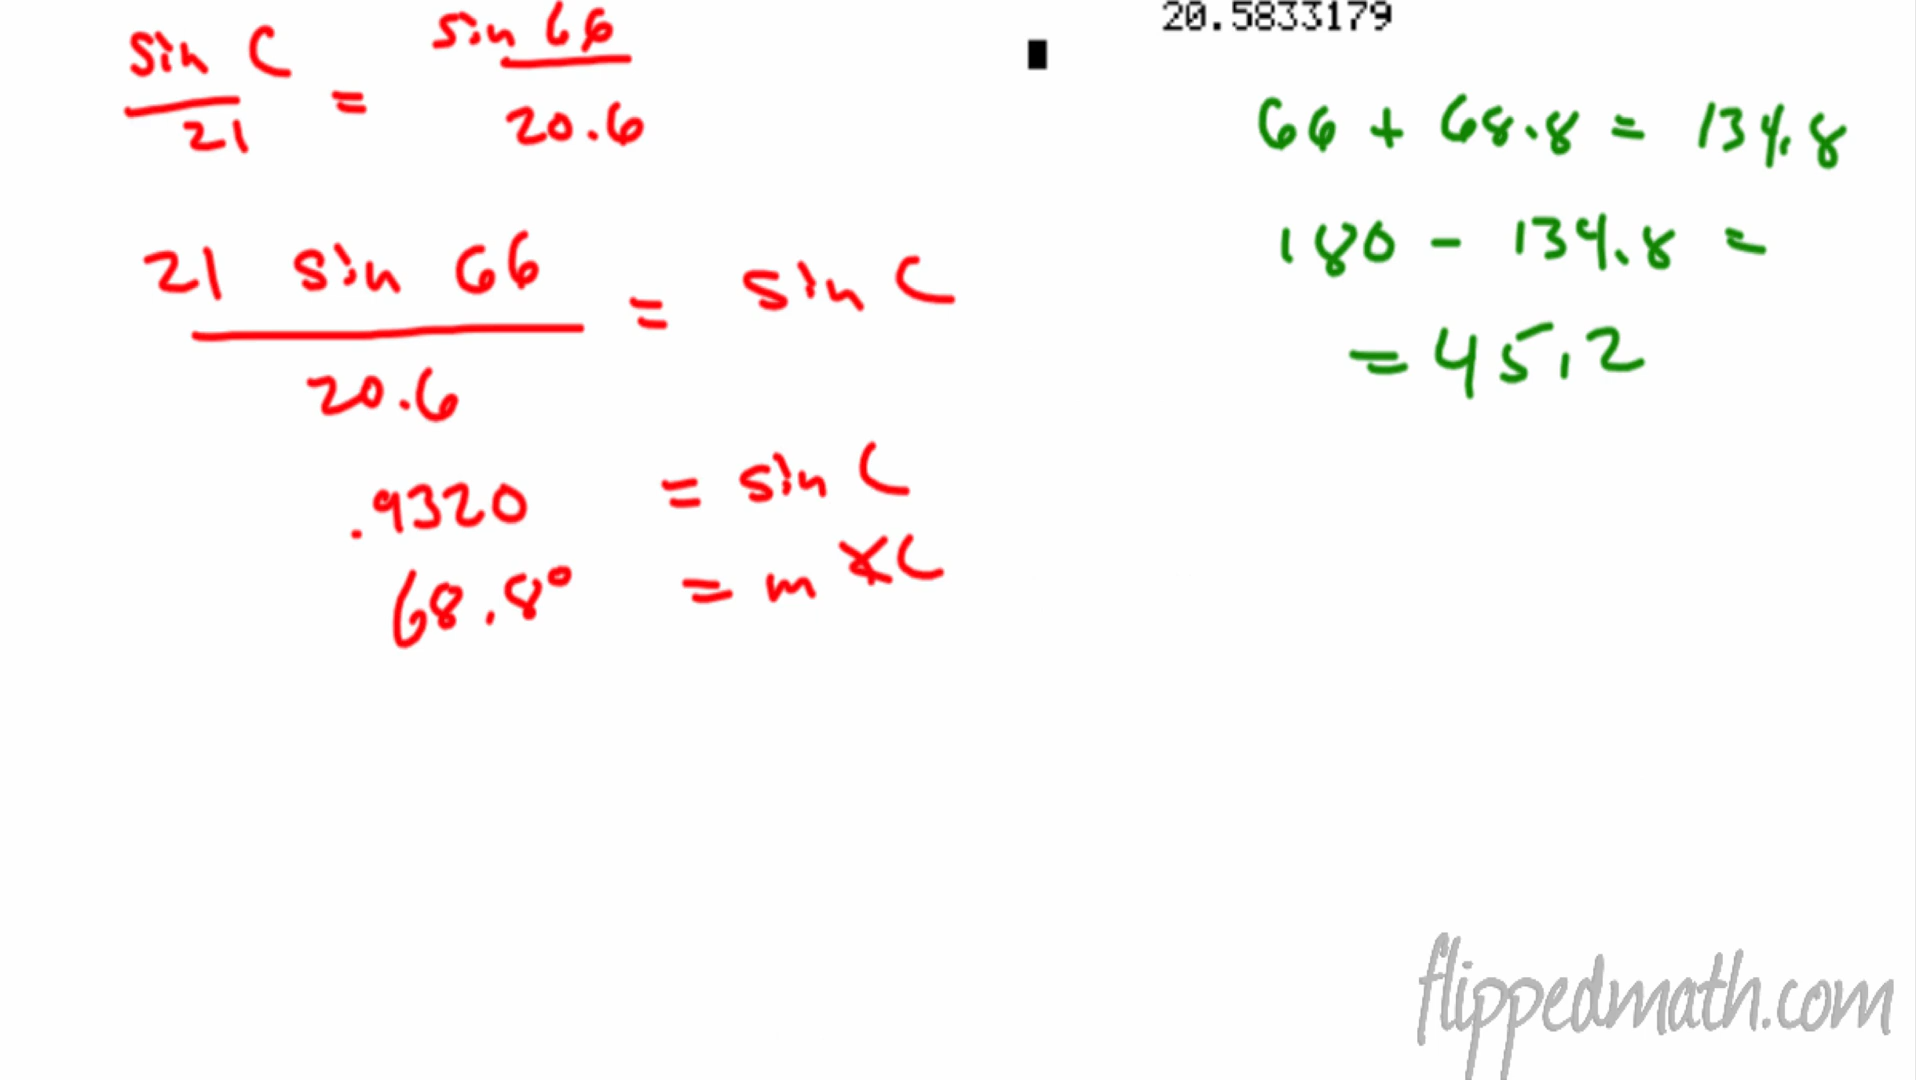 sin C / 21 = sin 66 / 20.6
21 sin 66 / 20.6 = sin C
.9320 = sin C
68.8° = m∡C
20.5833179
66 + 68.8 = 134.8
180 - 134.8 =
= 45.2
flippedmath.com